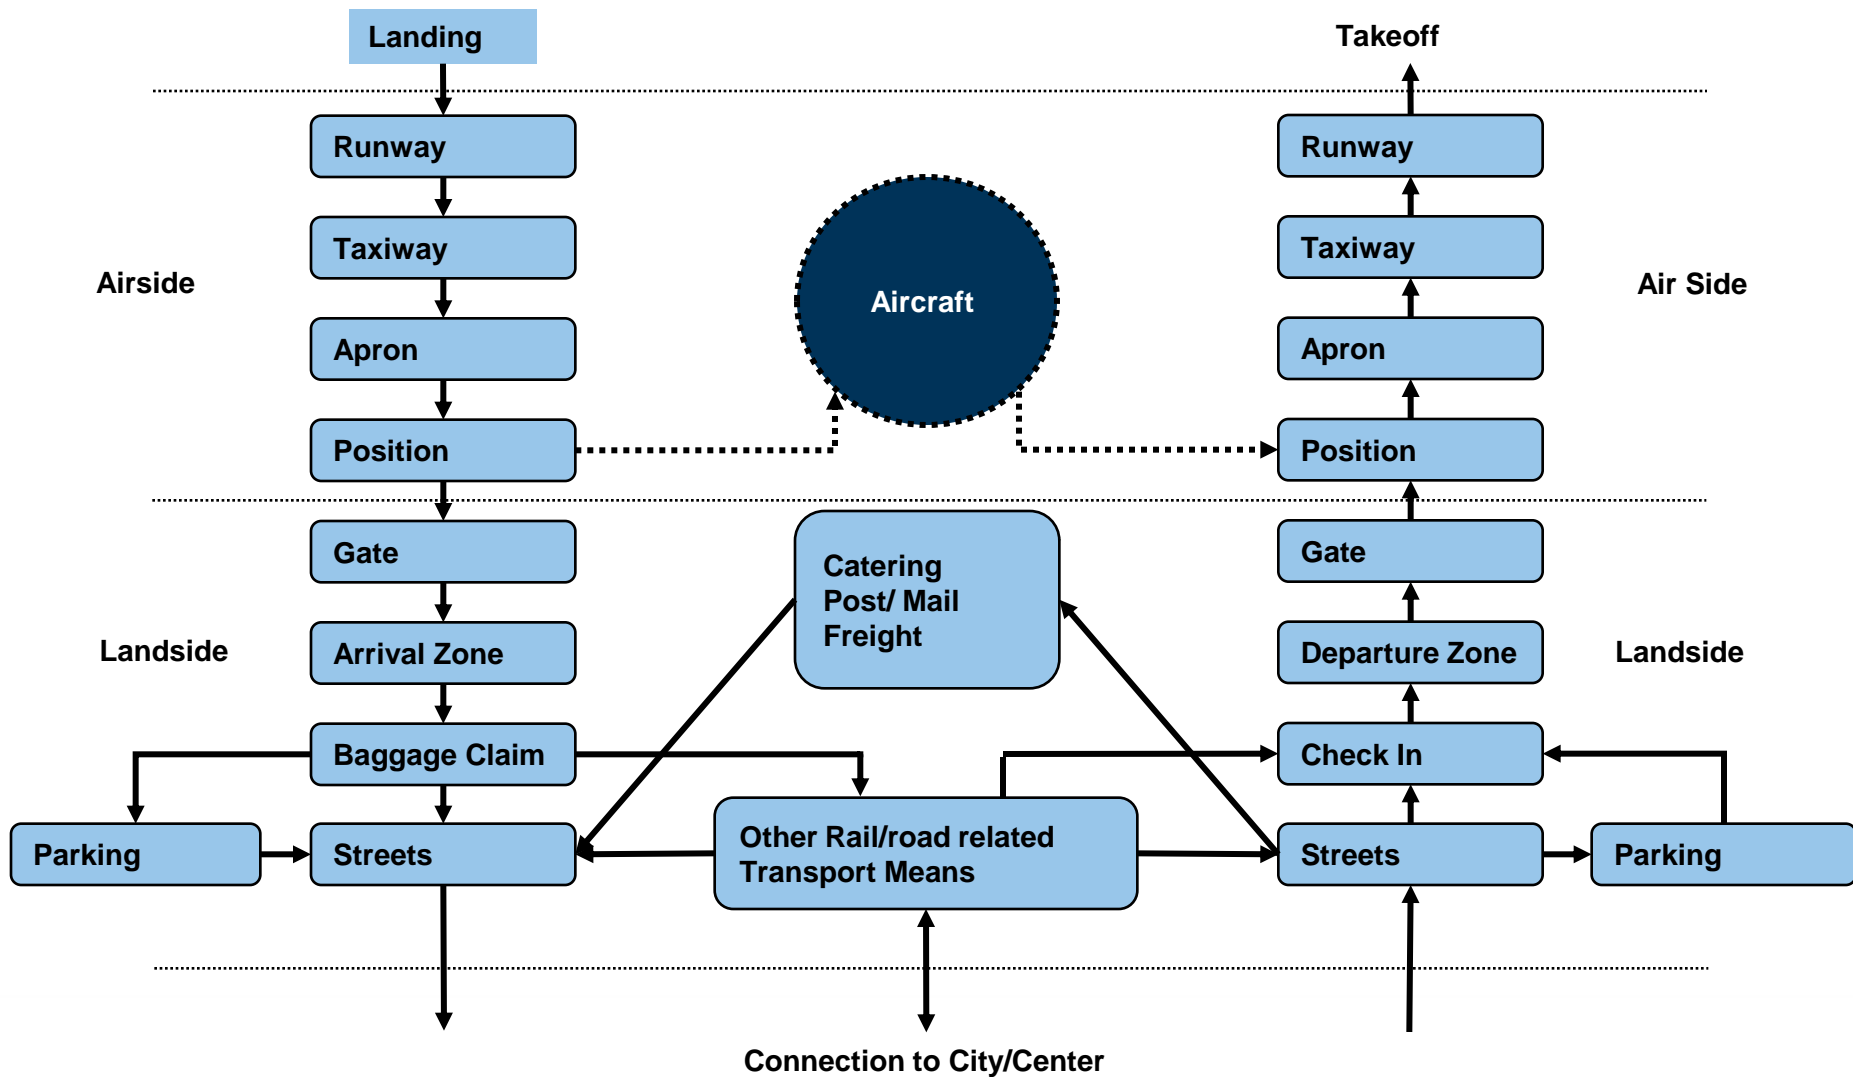 Landing
Takeoff
Runway
Runway
Taxiway
Taxiway
Airside
Aircraft
Air Side
Apron
Apron
Position
Position
Gate
Catering
Post/ Mail
Freight
Gate
Landside
Arrival Zone
Departure Zone
Landside
Baggage Claim
Check In
Parking
Streets
Other Rail/road related
Transport Means
Streets
Parking
Connection to City/Center